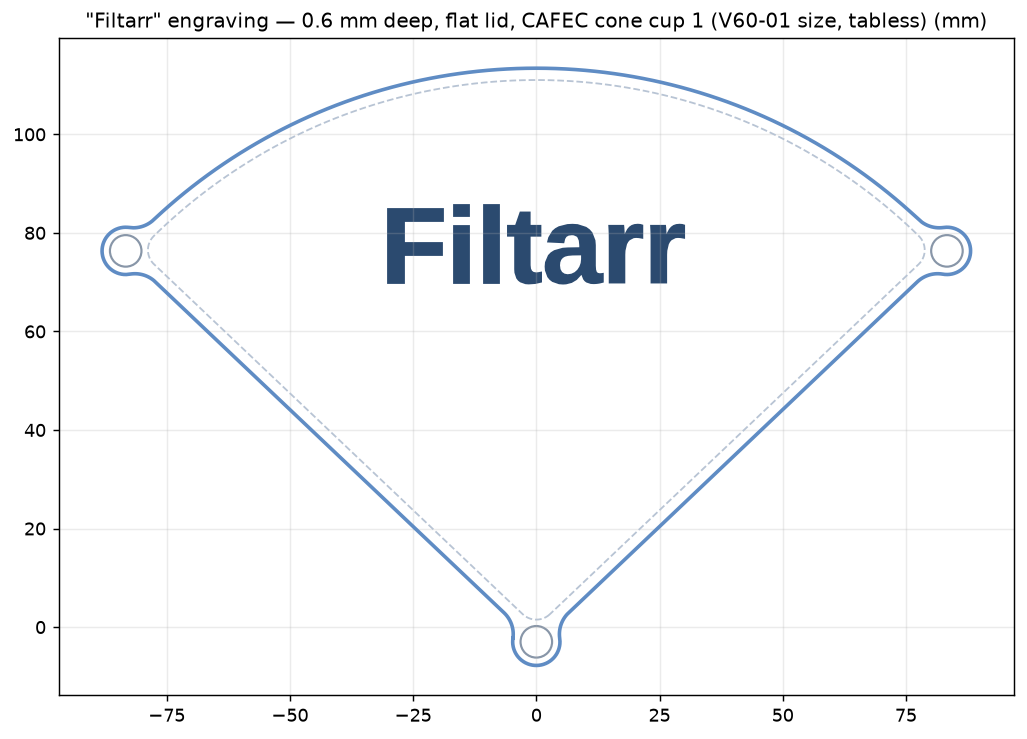 "Filtarr" engraving — 0.6 mm deep, flat lid, CAFEC cone cup 1 (V60-01 size, tabless) (mm)
100
80
Filtarr
60
40
20
0
−75 −50 −25 0 25 50 75